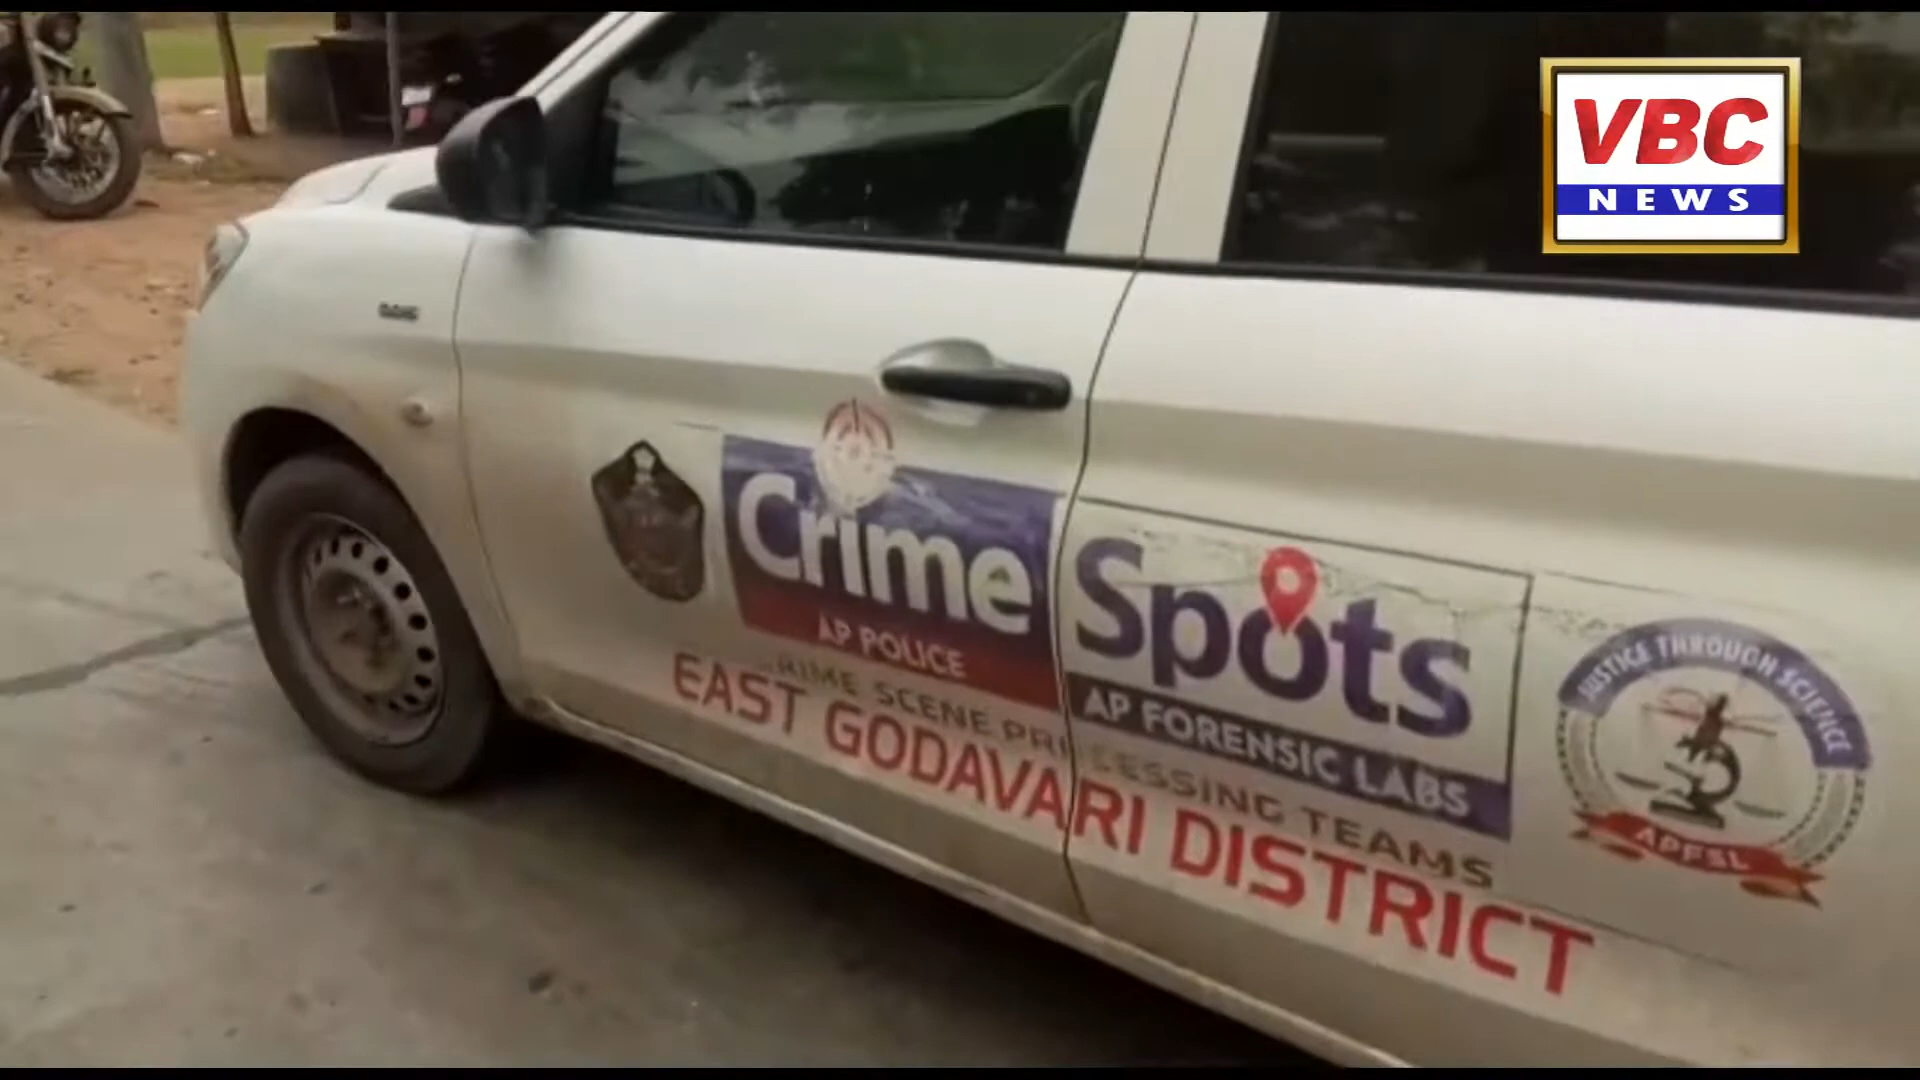 VBC
NEWS
Crime Spots
AP POLICE
AP FORENSIC LABS
CRIME SCENE PROCESSING TEAMS
EAST GODAVARI DISTRICT
JUSTICE THROUGH SCIENCE
APFSL